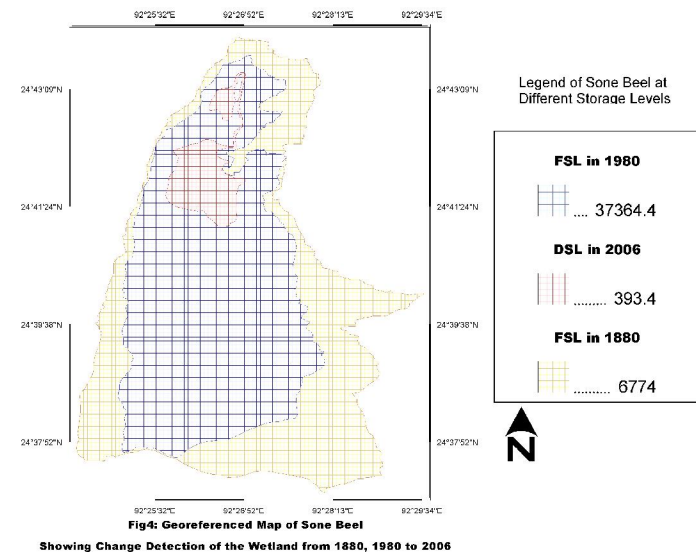 92°25'32"E 92°26'52"E 92°28'13"E 92°29'34"E
24°43'09"N 24°43'09"N
24°41'24"N 24°41'24"N
24°39'38"N 24°39'38"N
24°37'52"N 24°37'52"N
92°25'32"E 92°26'52"E 92°28'13"E 92°29'34"E
Fig4: Georeferenced Map of Sone Beel
Showing Change Detection of the Wetland from 1880, 1980 to 2006
Legend of Sone Beel at
Different Storage Levels
FSL in 1980
.... 37364.4
DSL in 2006
......... 393.4
FSL in 1880
.......... 6774
N